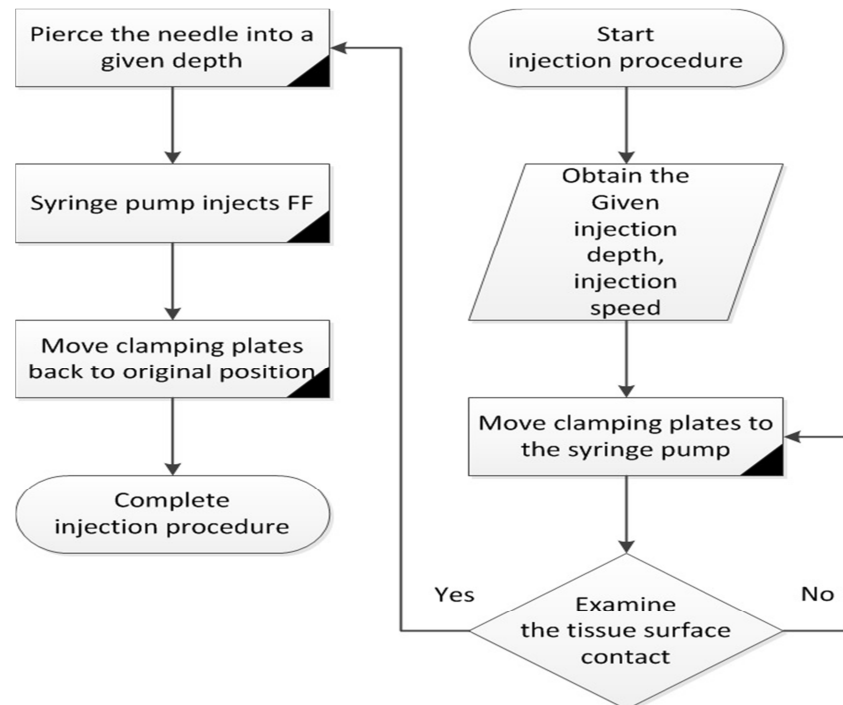 Start
injection procedure
Obtain the
Given
injection
depth,
injection
speed
Move clamping plates to
the syringe pump
Examine
the tissue surface
contact
Yes
No
Pierce the needle into a
given depth
Syringe pump injects FF
Move clamping plates
back to original position
Complete
injection procedure